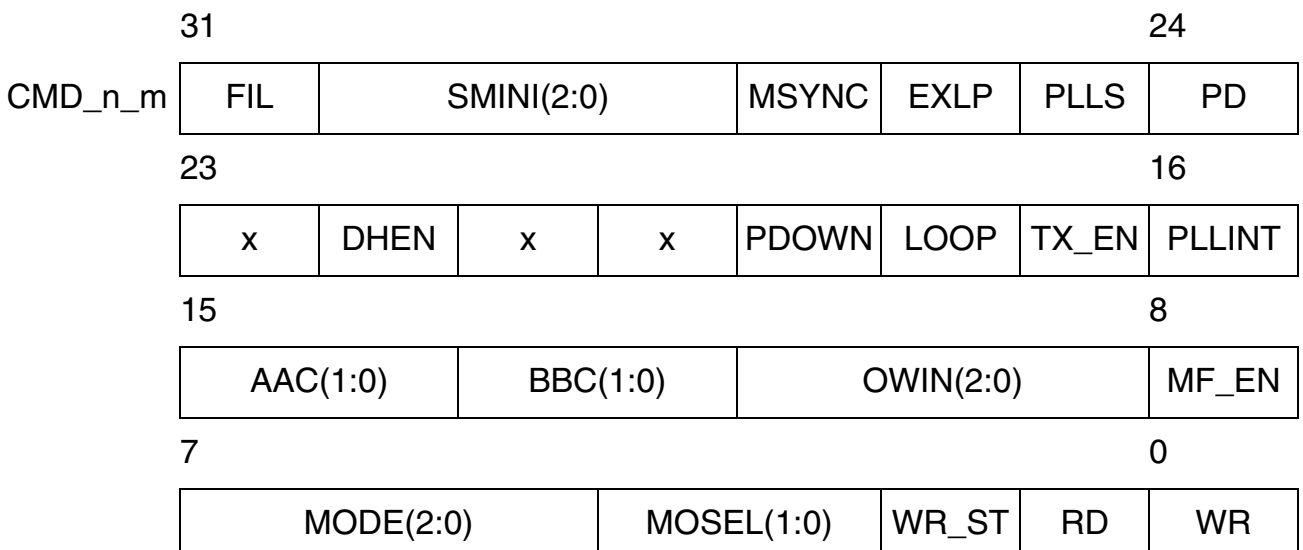 31 24
CMD_n_m FIL SMINI(2:0) MSYNC EXLP PLLS PD
23 16
x DHEN x x PDOWN LOOP TX_EN PLLINT
15 8
AAC(1:0) BBC(1:0) OWIN(2:0) MF_EN
7 0
MODE(2:0) MOSEL(1:0) WR_ST RD WR